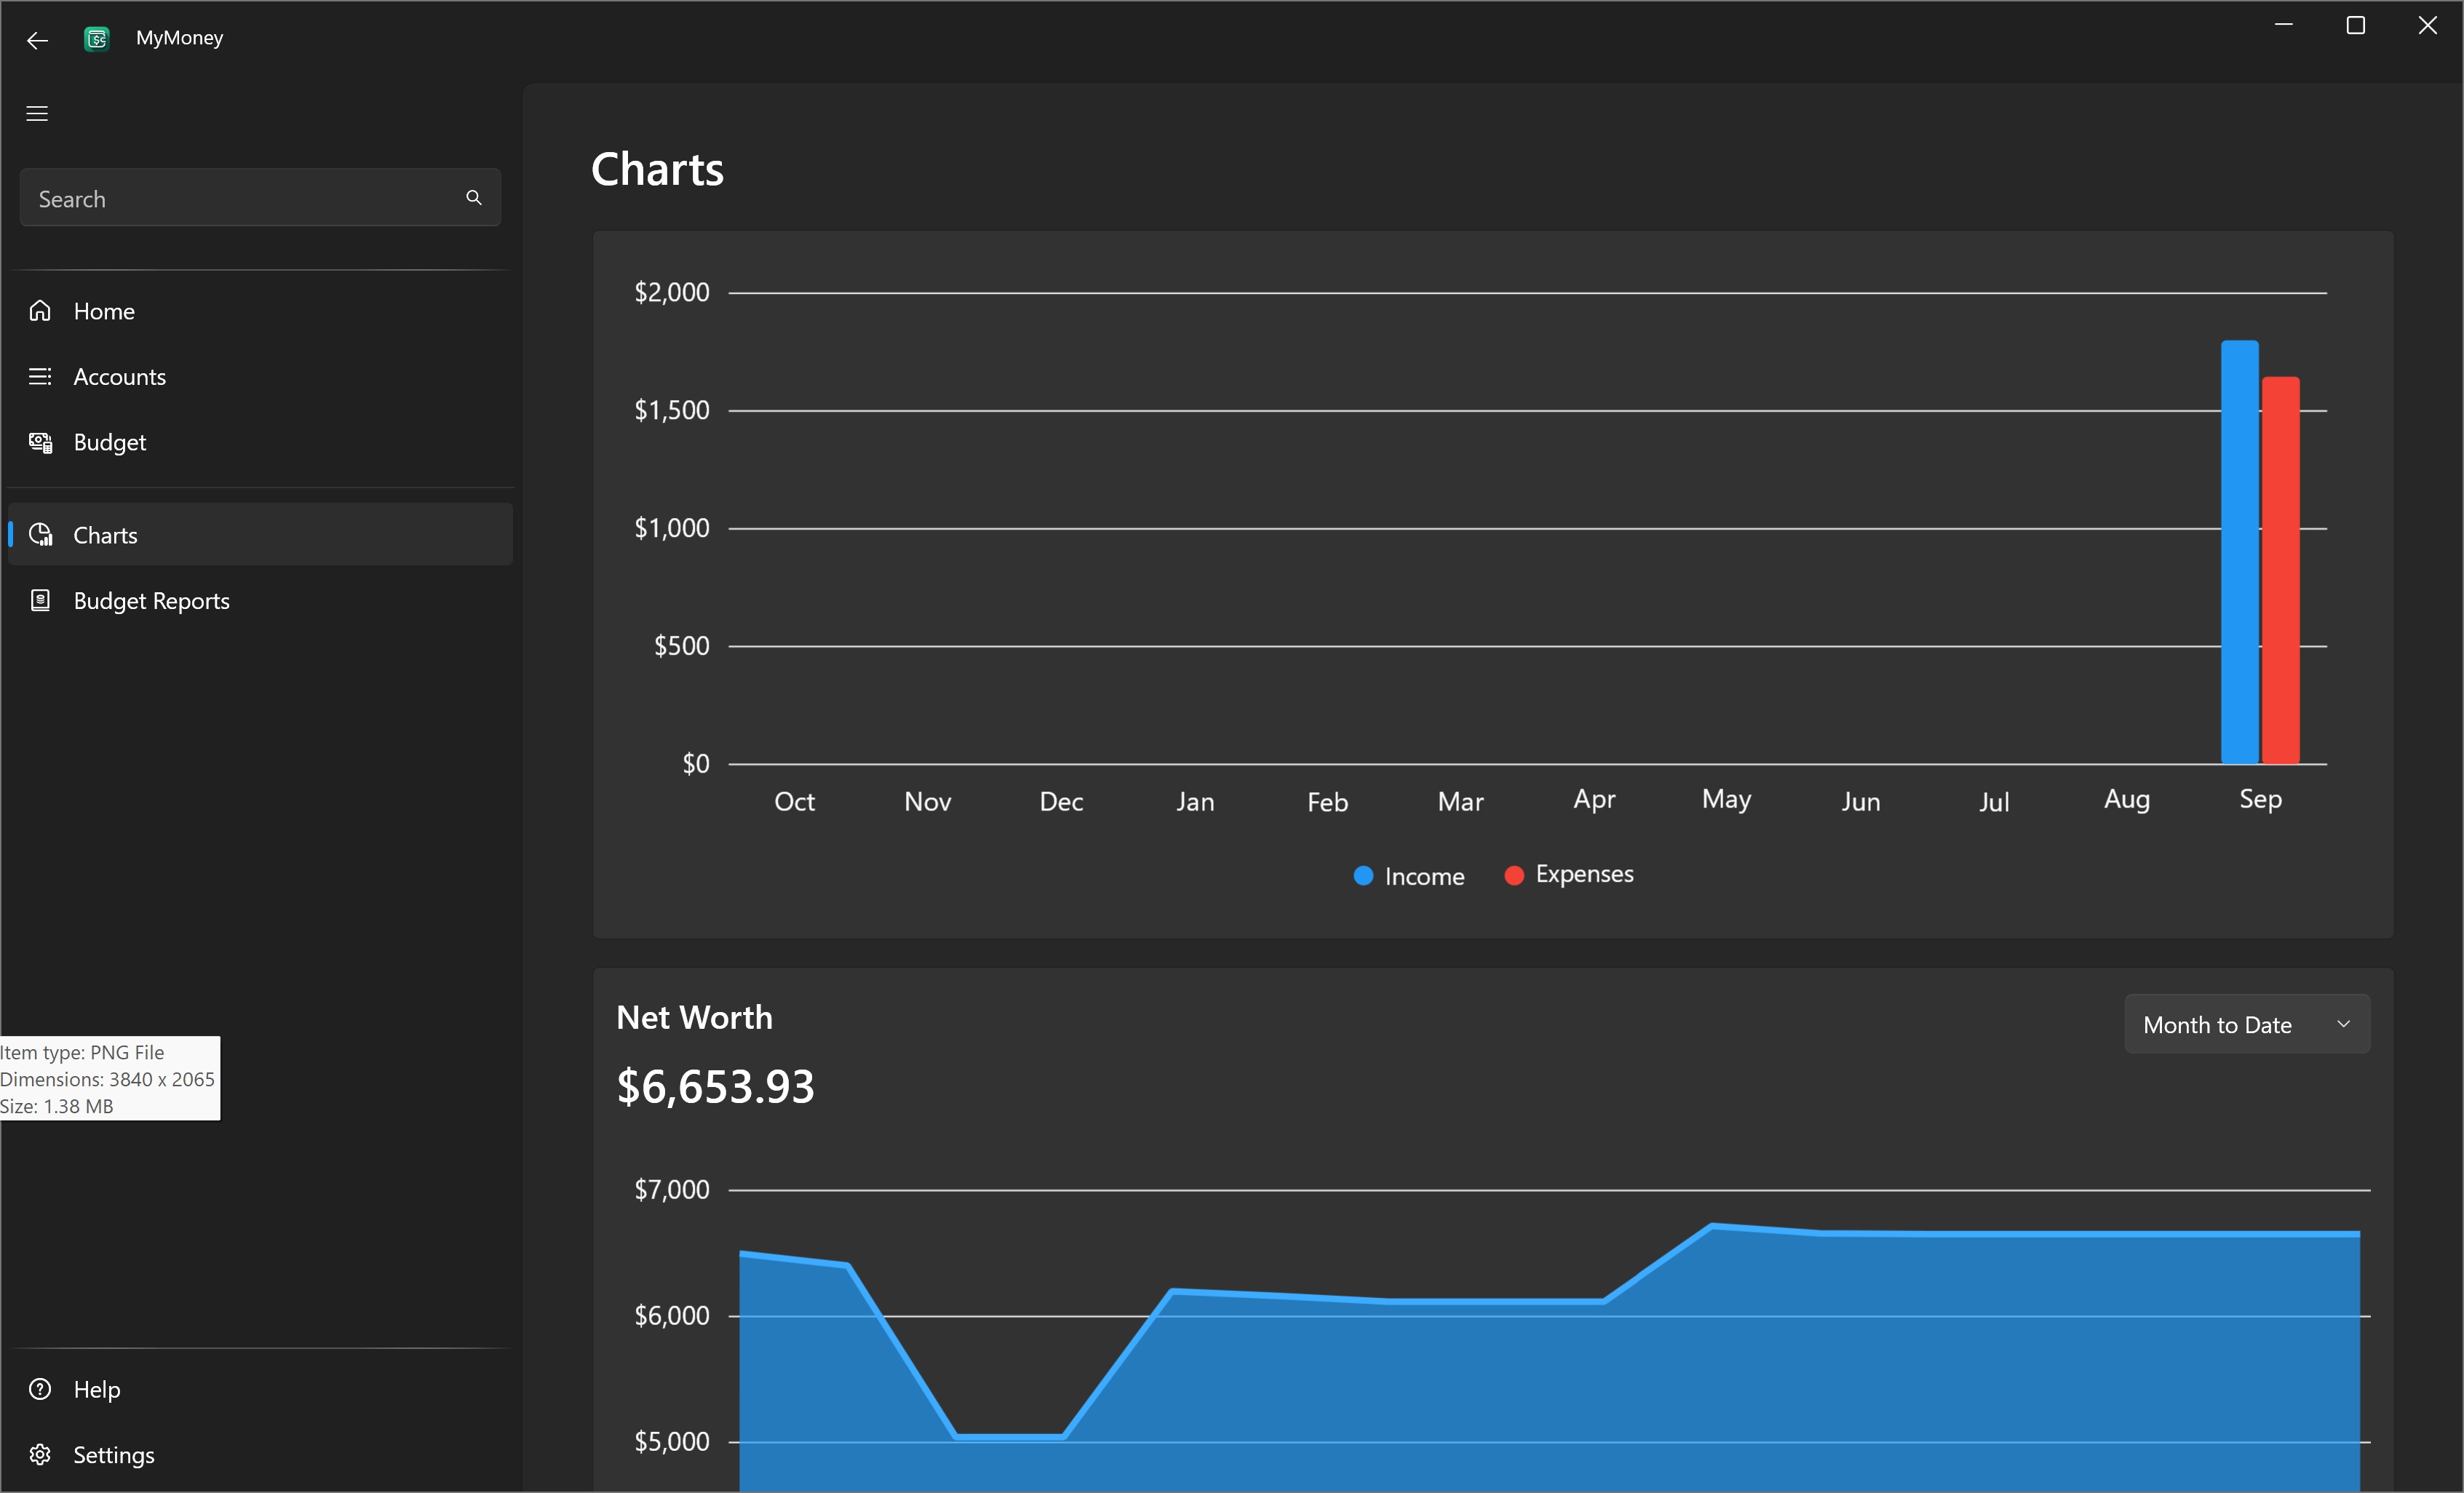 MyMoney
Search
Home
Accounts
Budget
Charts
Budget Reports
Item type: PNG File
Dimensions: 3840 x 2065
Size: 1.38 MB
Help
Settings
Charts
$2,000
$1,500
$1,000
$500
$0
Oct Nov Dec Jan Feb Mar Apr May Jun Jul Aug Sep
Income Expenses
Net Worth
Month to Date
$6,653.93
$7,000
$6,000
$5,000